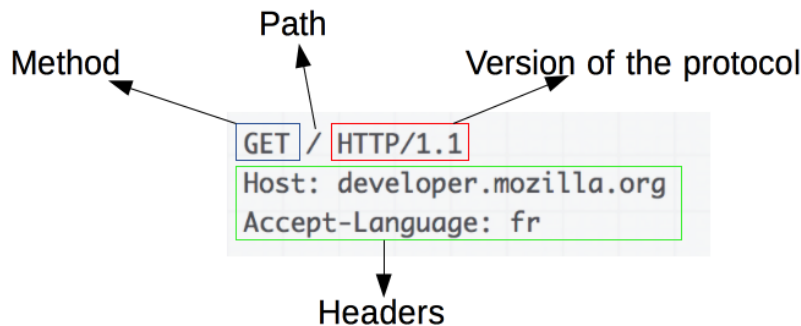 Path
Method
Version of the protocol
GET / HTTP/1.1
Host: developer.mozilla.org
Accept-Language: fr
Headers